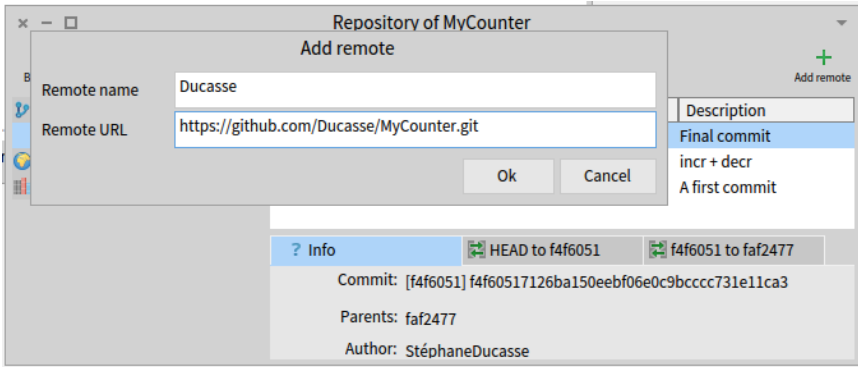 Repository of MyCounter
Add remote
Add remote
Remote name
Ducasse
Remote URL
https://github.com/Ducasse/MyCounter.git
Ok
Cancel
Description
Final commit
incr + decr
A first commit
? Info
HEAD to f4f6051
f4f6051 to faf2477
Commit: [f4f6051] f4f60517126ba150eebf06e0c9bcccc731e11ca3
Parents: faf2477
Author: StéphaneDucasse